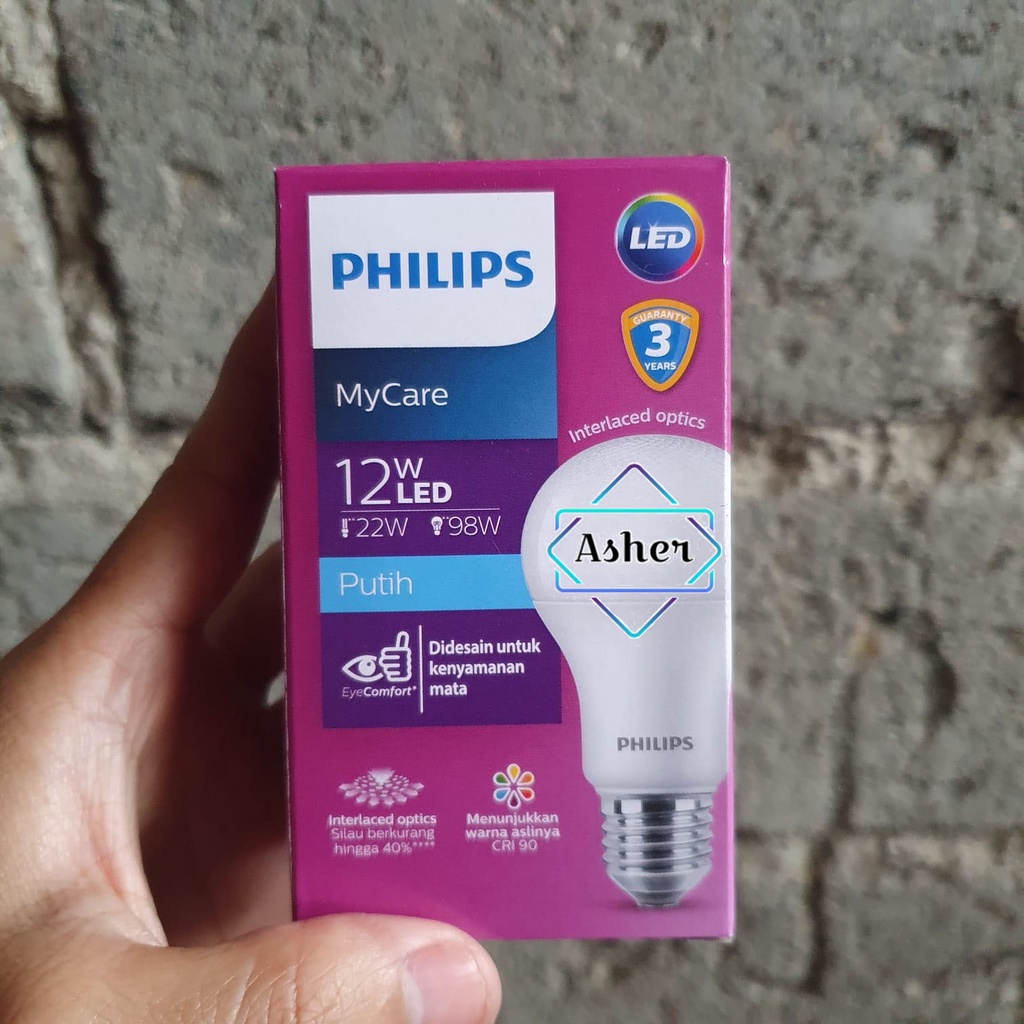 PHILIPS
LED
GUARANTY
3
YEARS
MyCare
Interlaced optics
12W
LED
22W 98W
Asher
Putih
Didesain untuk
kenyamanan
mata
EyeComfort*
PHILIPS
Interlaced optics
Silau berkurang
hingga 40%****
Menunjukkan
warna aslinya
CRI 90